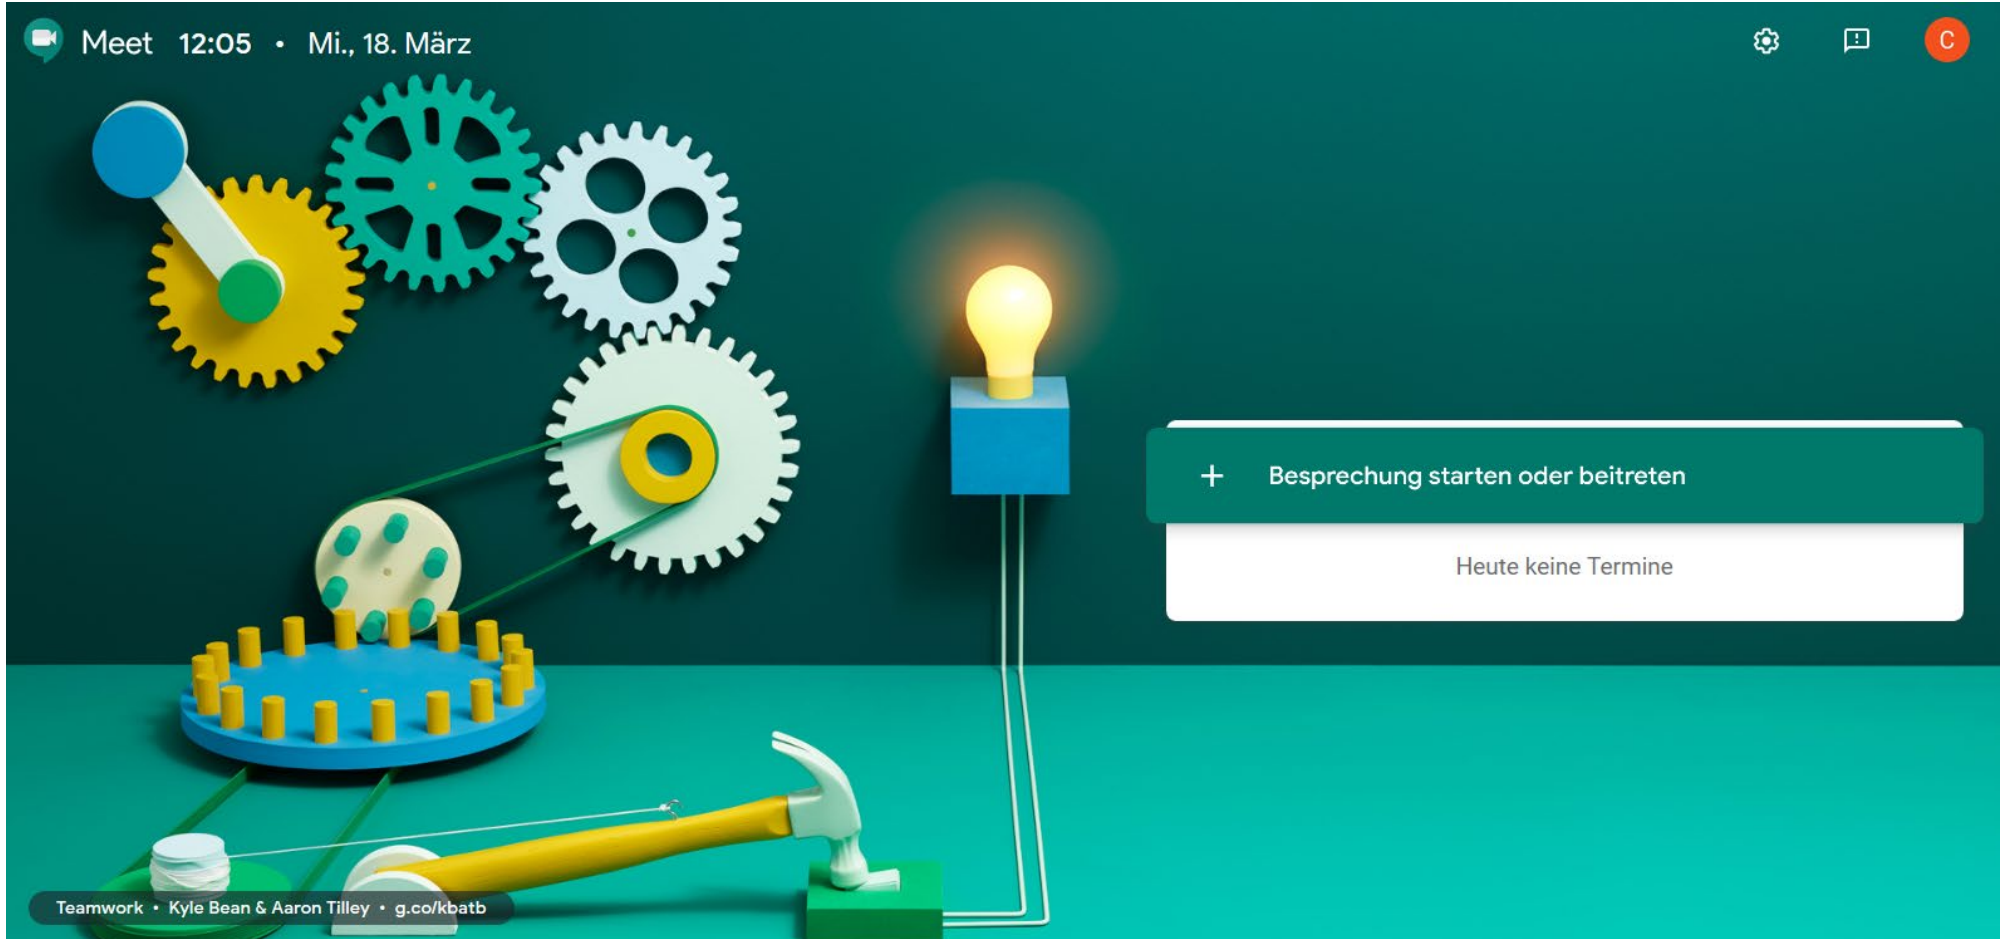 Meet 12:05 • Mi., 18. März
C
+ Besprechung starten oder beitreten
Heute keine Termine
Teamwork • Kyle Bean & Aaron Tilley • g.co/kbatb